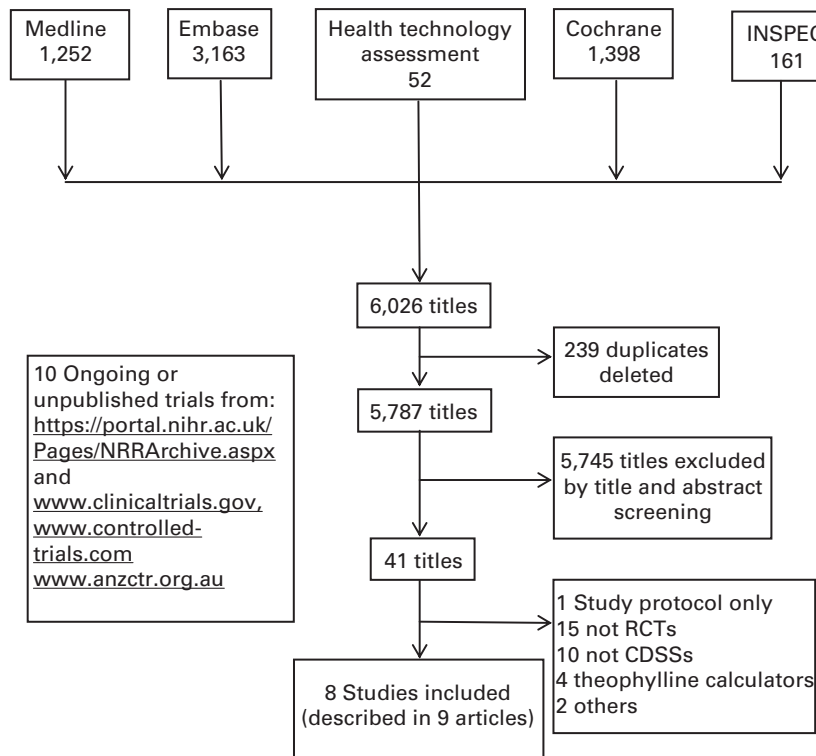 Medline
1,252
Embase
3,163
Health technology
assessment
52
Cochrane
1,398
INSPEC
161
6,026 titles
239 duplicates
deleted
10 Ongoing or
unpublished trials from:
https://portal.nihr.ac.uk/
Pages/NRRArchive.aspx
and
www.clinicaltrials.gov,
www.controlled-
trials.com
www.anzctr.org.au
5,787 titles
5,745 titles excluded
by title and abstract
screening
41 titles
1 Study protocol only
15 not RCTs
10 not CDSSs
4 theophylline calculators
2 others
8 Studies included
(described in 9 articles)